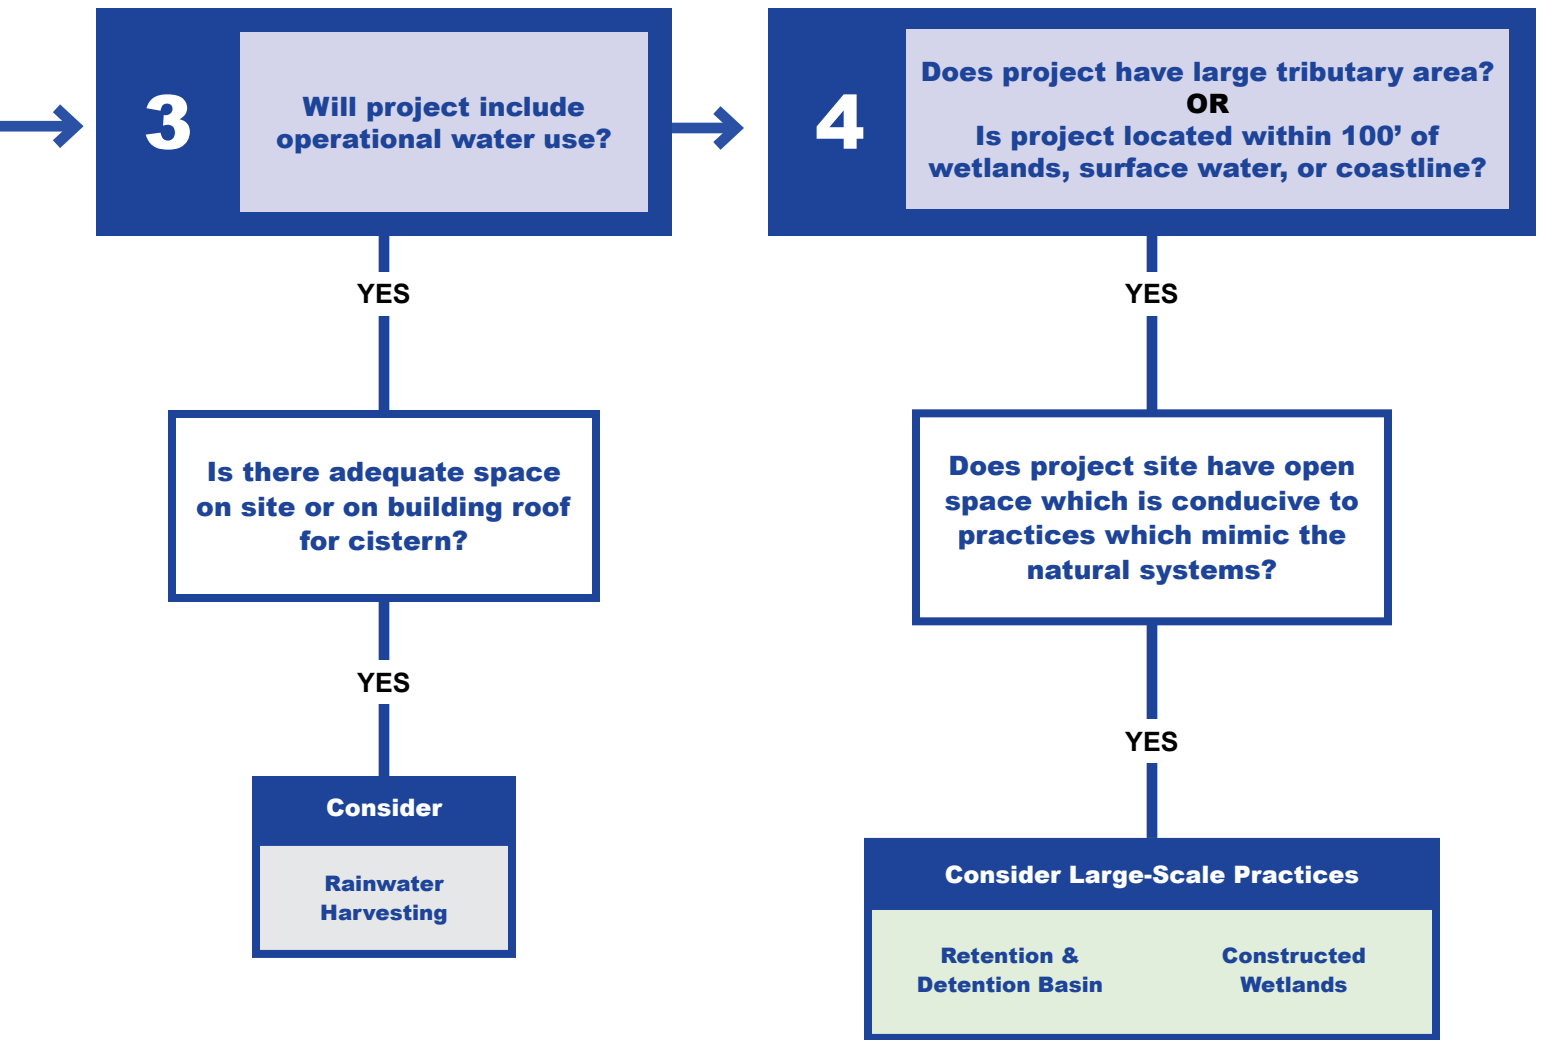 3
Will project include
operational water use?
YES
Is there adequate space
on site or on building roof
for cistern?
YES
Consider
Rainwater
Harvesting
4
Does project have large tributary area?
OR
Is project located within 100’ of
wetlands, surface water, or coastline?
YES
Does project site have open
space which is conducive to
practices which mimic the
natural systems?
YES
Consider Large-Scale Practices
Retention &
Detention Basin
Constructed
Wetlands